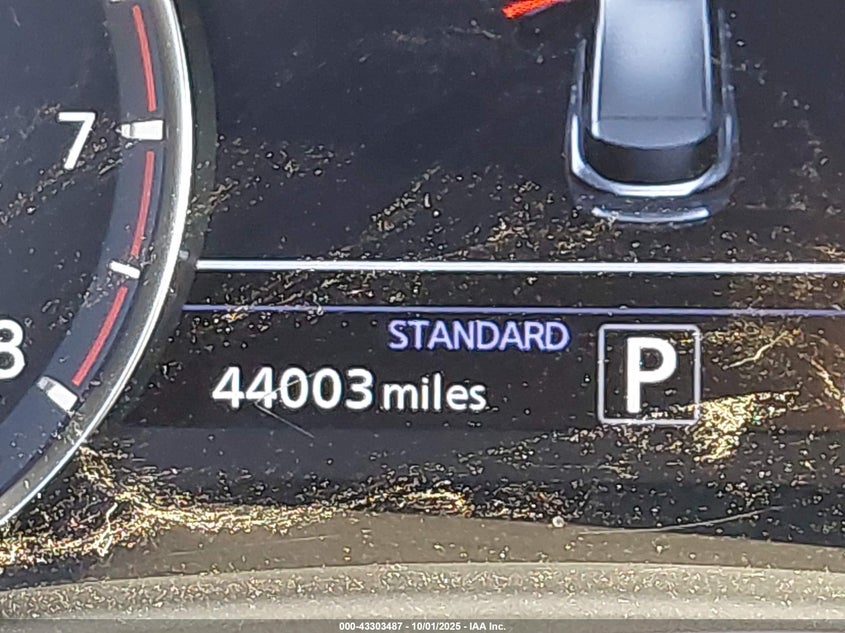 7
STANDARD
P
44003 miles
8
000-43303487 - 10/01/2025 - IAA Inc.